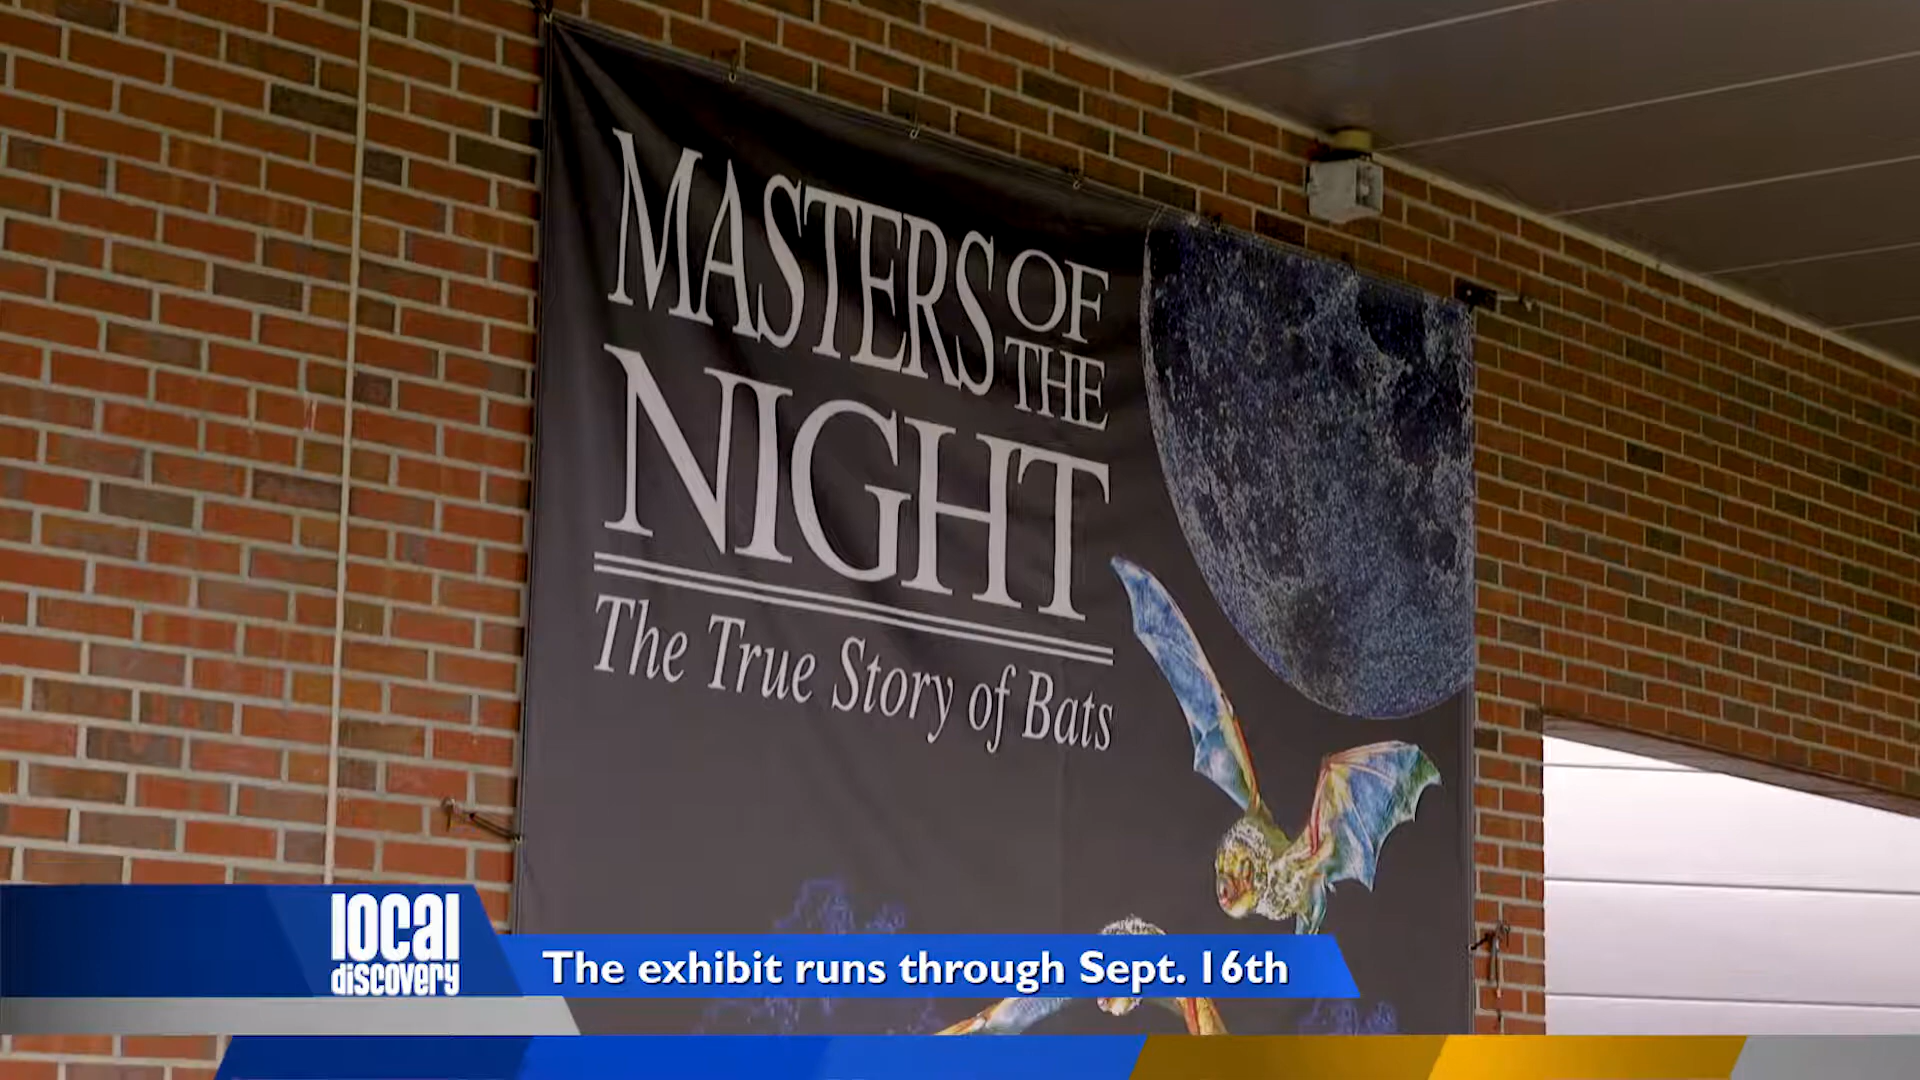 MASTERS OF THE
NIGHT
The True Story of Bats
local
discovery
The exhibit runs through Sept. 16th